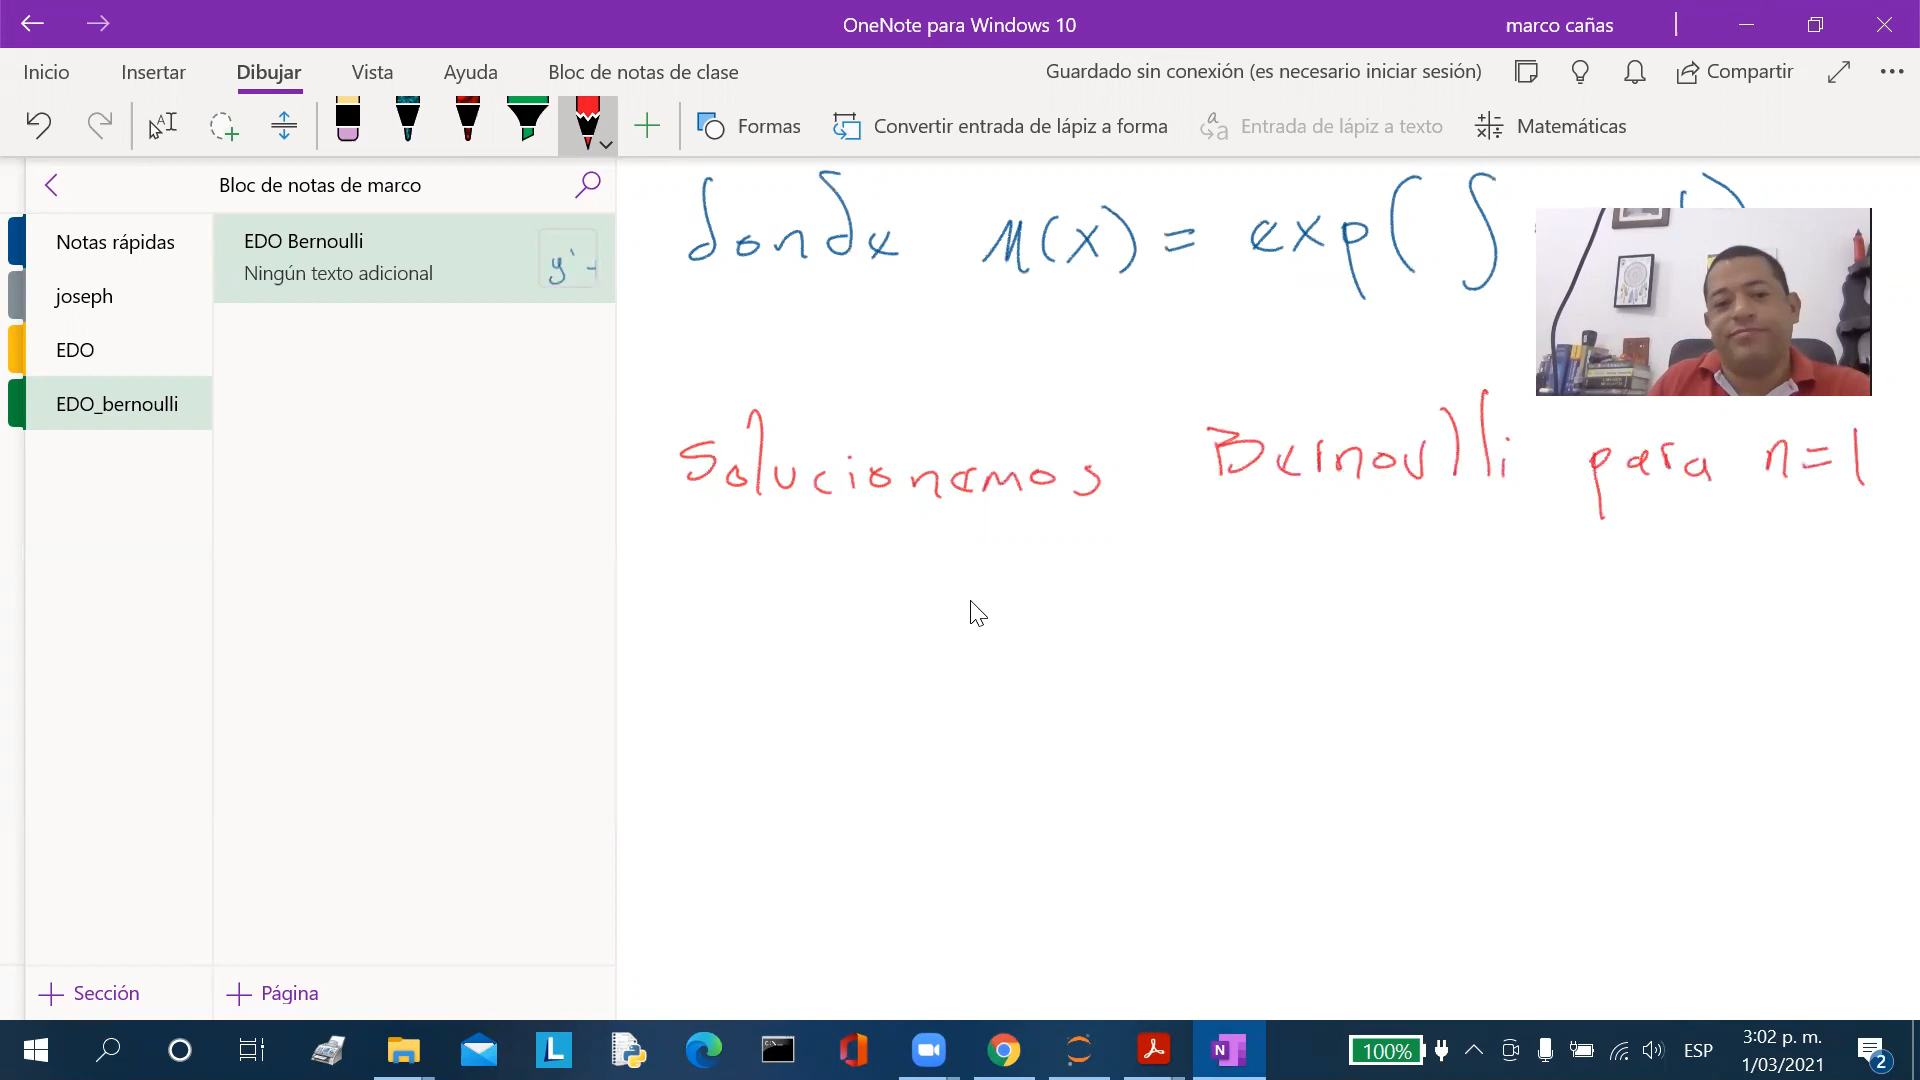 OneNote para Windows 10
marco cañas
Inicio Insertar Dibujar Vista Ayuda Bloc de notas de clase
Guardado sin conexión (es necesario iniciar sesión) Compartir
Formas Convertir entrada de lápiz a forma Entrada de lápiz a texto Matemáticas
Bloc de notas de marco
Notas rápidas
joseph
EDO
EDO_bernoulli
EDO Bernoulli
Ningún texto adicional
y' -
donde μ(x) = exp( ∫ )
Solucionemos Bernoulli para n=1
Sección
Página
100%
ESP
3:02 p. m.
1/03/2021
2